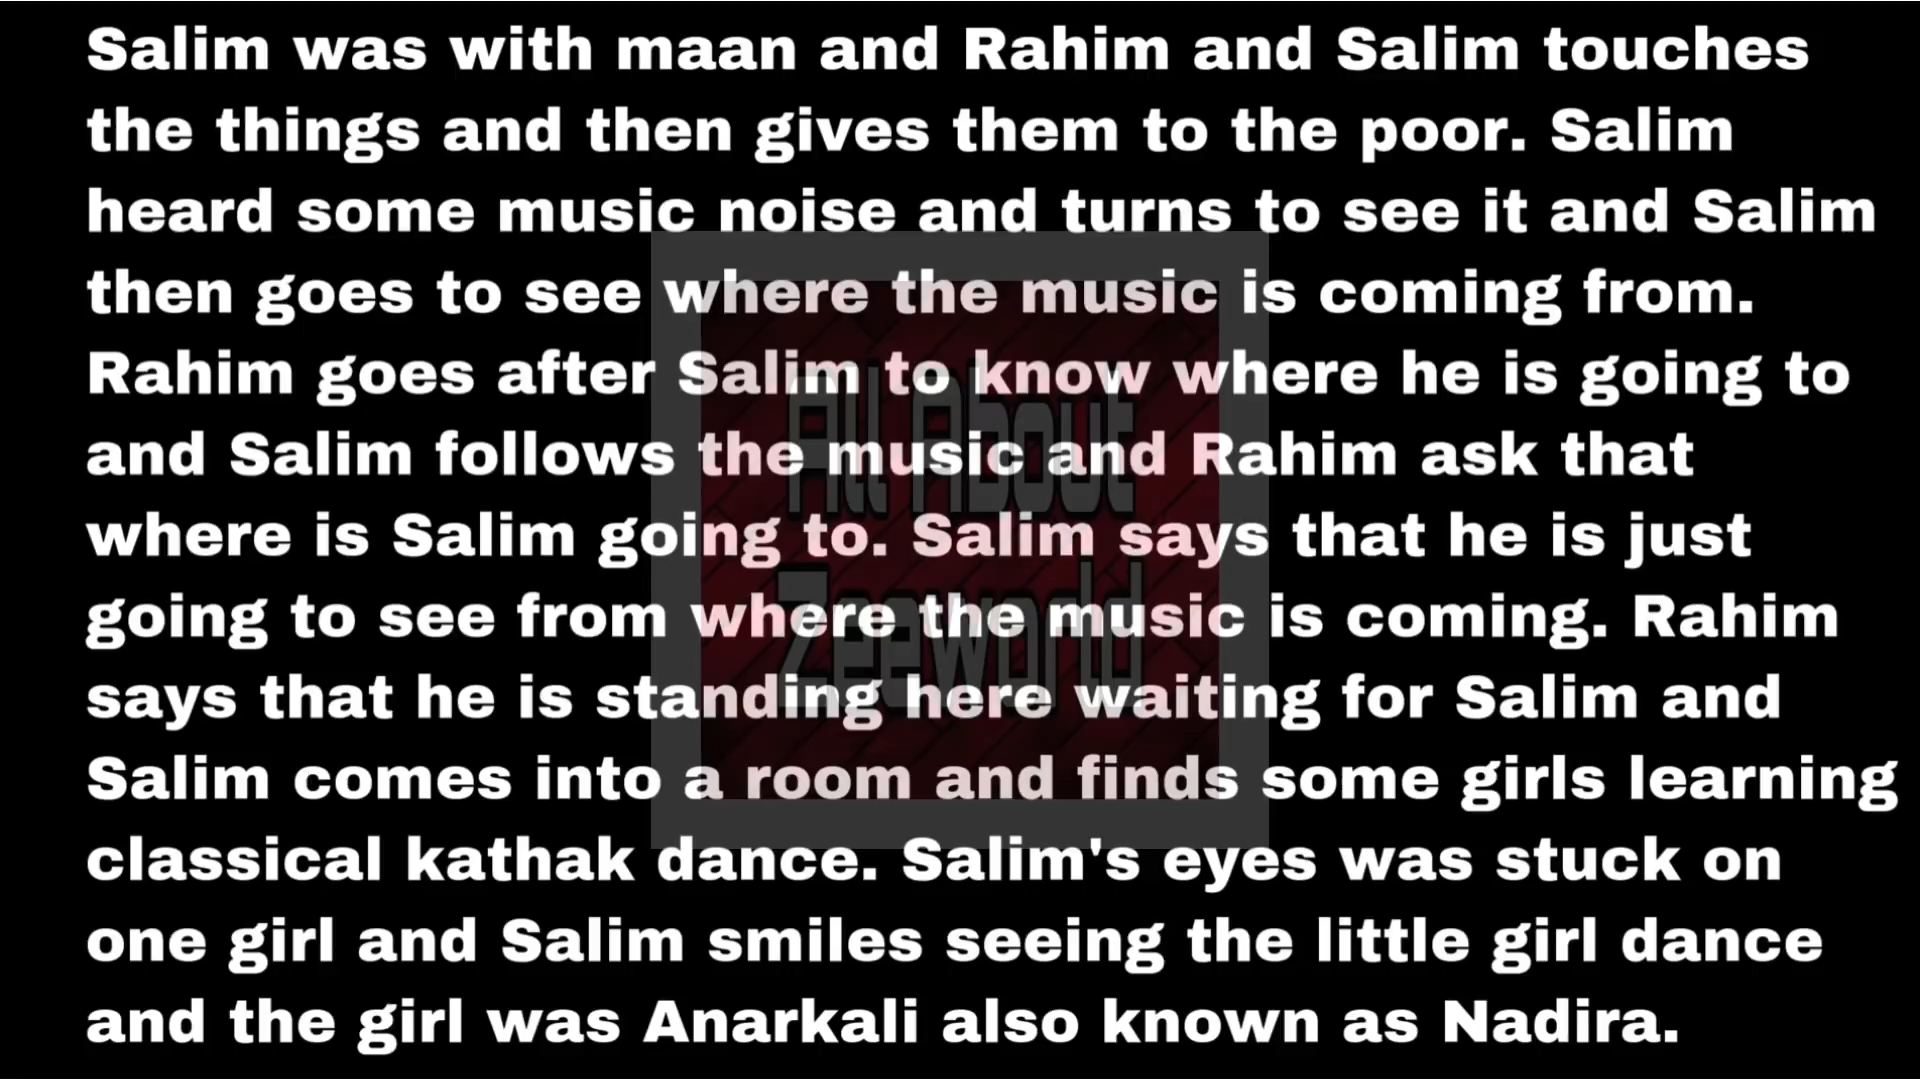 Salim was with maan and Rahim and Salim touches
the things and then gives them to the poor. Salim
heard some music noise and turns to see it and Salim
then goes to see where the music is coming from.
Rahim goes after Salim to know where he is going to
and Salim follows the music and Rahim ask that
where is Salim going to. Salim says that he is just
going to see from where the music is coming. Rahim
says that he is standing here waiting for Salim and
Salim comes into a room and finds some girls learning
classical kathak dance. Salim's eyes was stuck on
one girl and Salim smiles seeing the little girl dance
and the girl was Anarkali also known as Nadira.
All About
Zeeworld